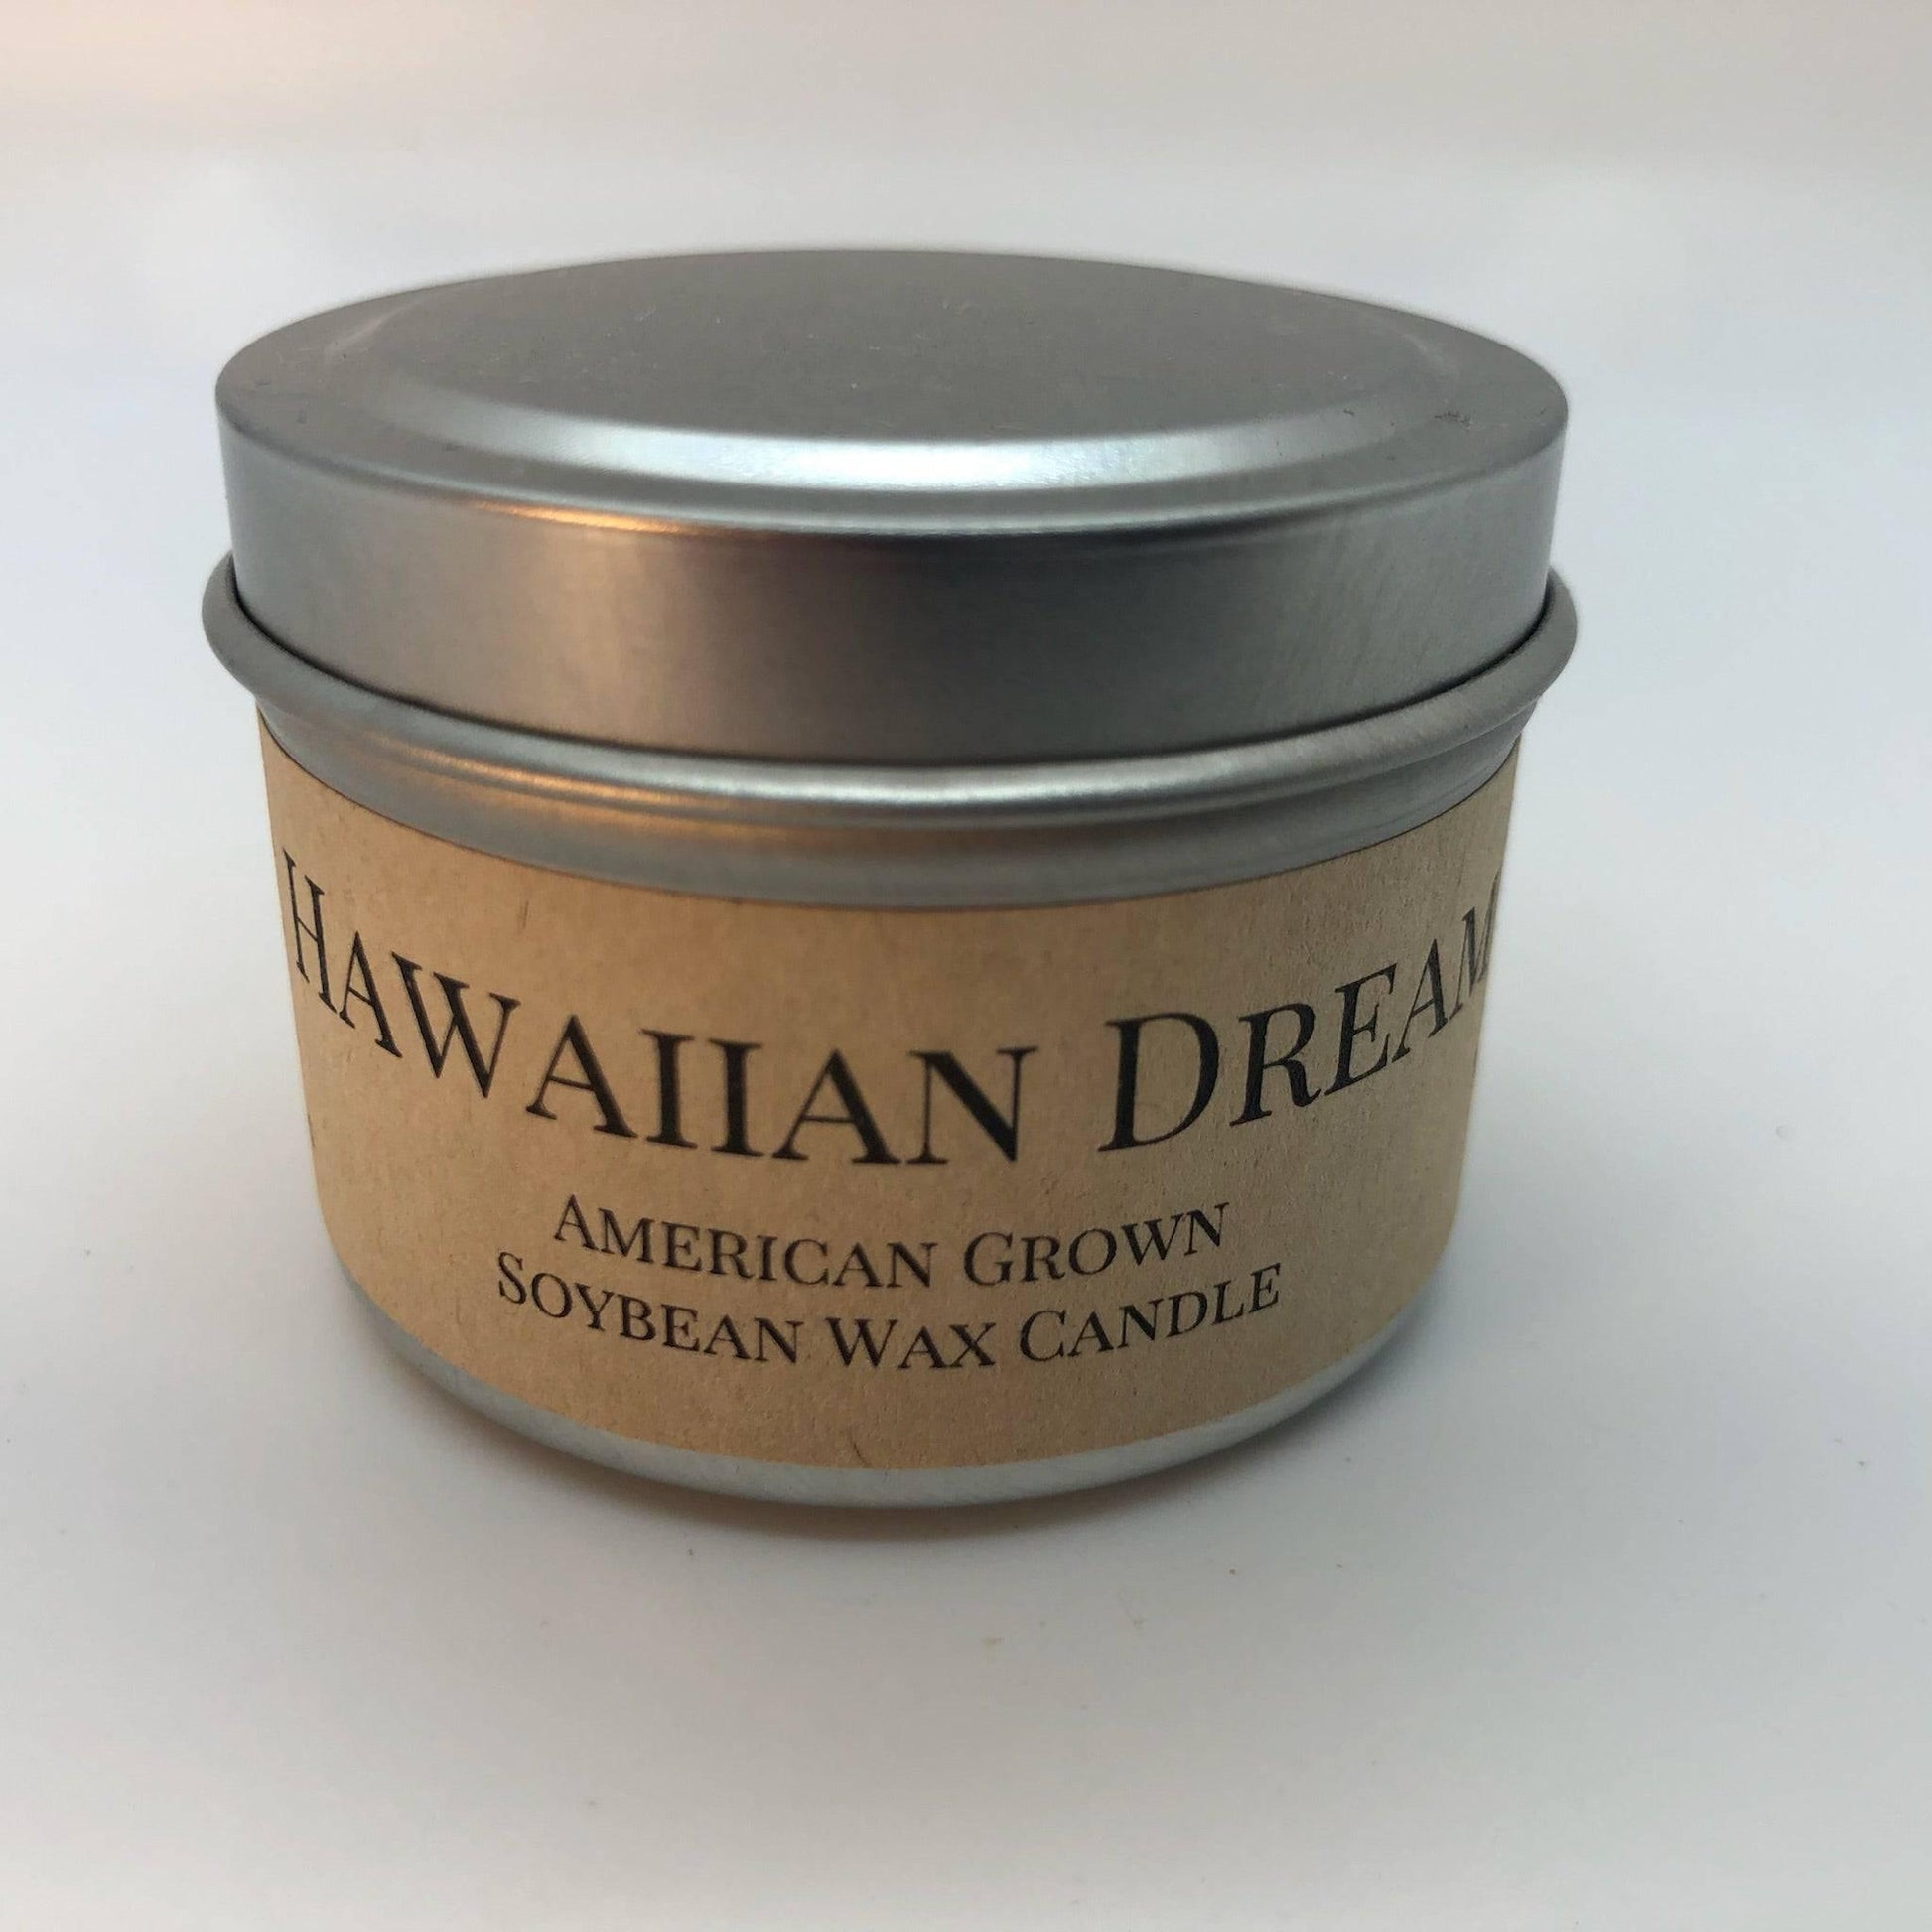 HAWAIIAN DREAM
AMERICAN GROWN
SOYBEAN WAX CANDLE